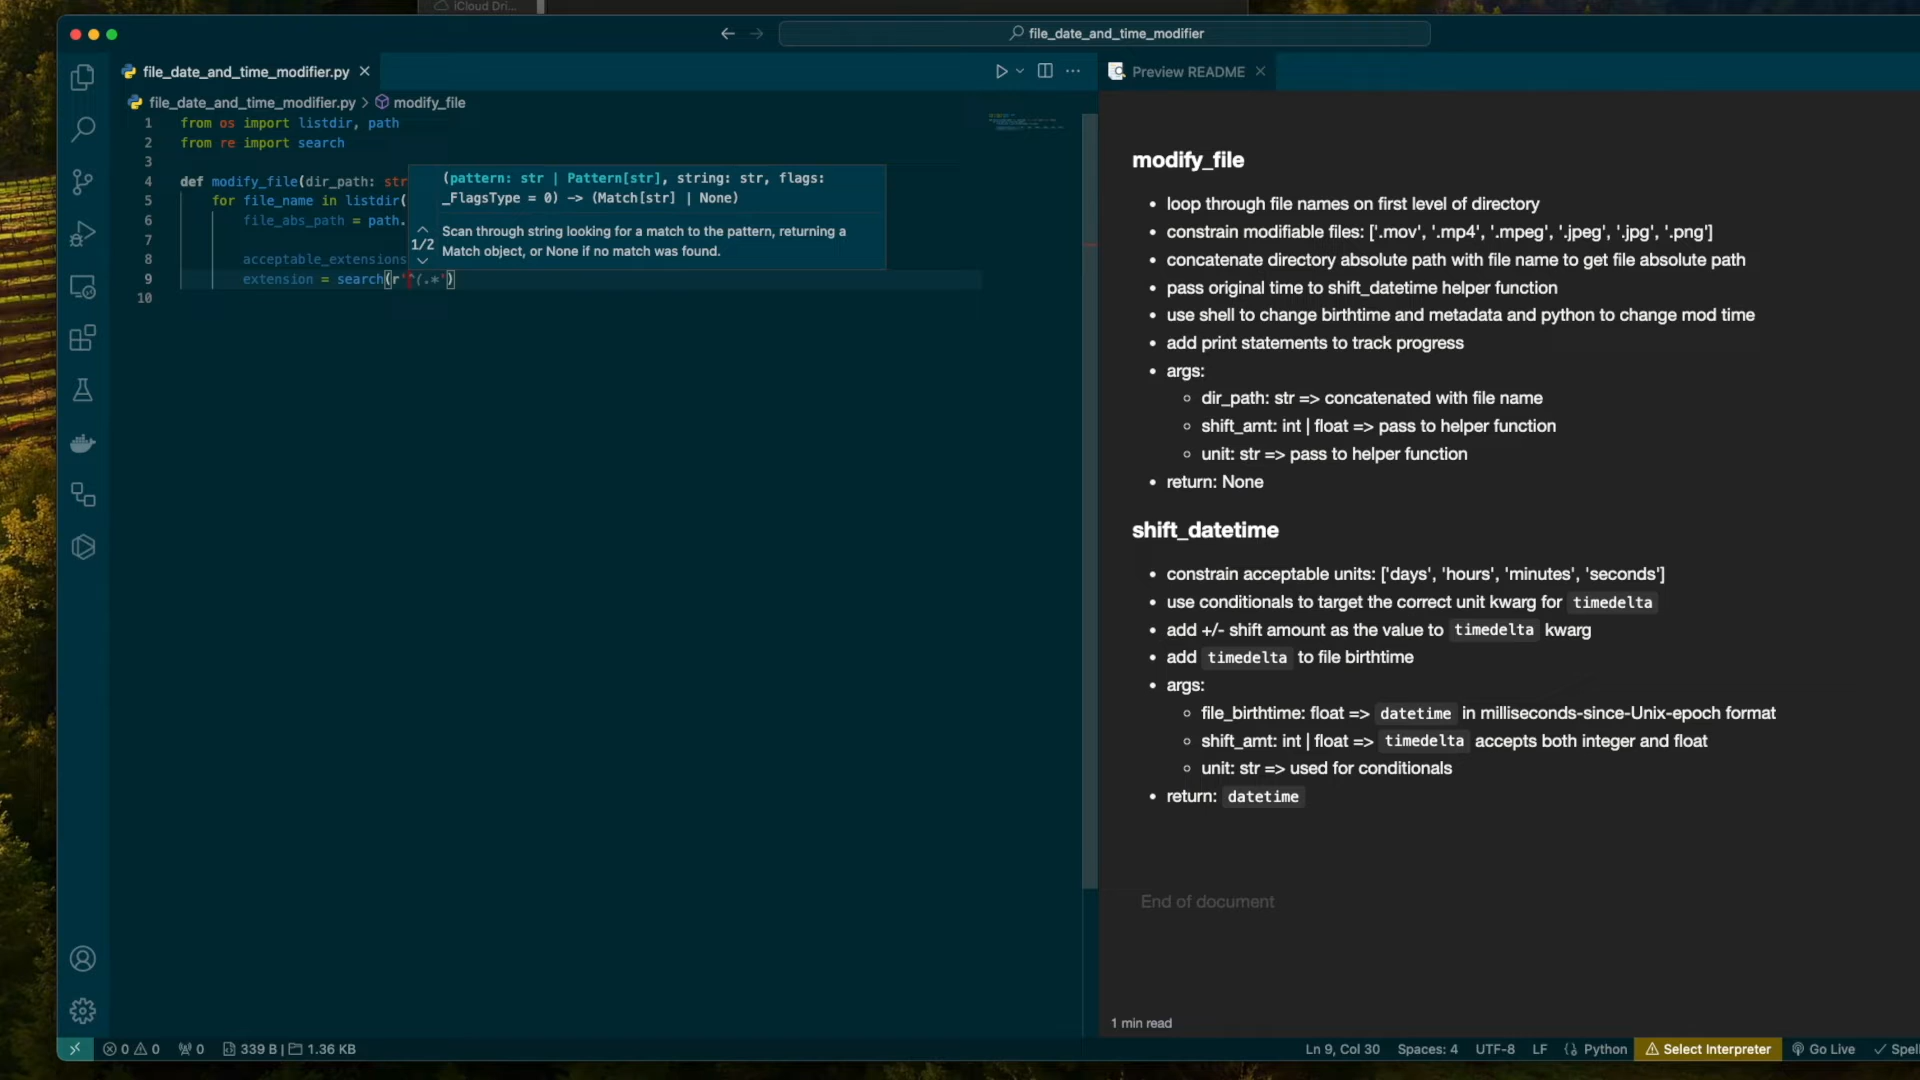 iCloud Dri...
file_date_and_time_modifier
file_date_and_time_modifier.py
Preview README
file_date_and_time_modifier.py > modify_file
1 from os import listdir, path
2 from re import search
3
4 def modify_file(dir_path: str
5 for file_name in listdir(
6 file_abs_path = path.
7
8 acceptable_extensions
9 extension = search(r'^(.*')
10
(pattern: str | Pattern[str], string: str, flags:
_FlagsType = 0) -> (Match[str] | None)
1/2
Scan through string looking for a match to the pattern, returning a
Match object, or None if no match was found.
modify_file
• loop through file names on first level of directory
• constrain modifiable files: ['.mov', '.mp4', '.mpeg', '.jpeg', '.jpg', '.png']
• concatenate directory absolute path with file name to get file absolute path
• pass original time to shift_datetime helper function
• use shell to change birthtime and metadata and python to change mod time
• add print statements to track progress
• args:
◦ dir_path: str => concatenated with file name
◦ shift_amt: int | float => pass to helper function
◦ unit: str => pass to helper function
• return: None
shift_datetime
• constrain acceptable units: ['days', 'hours', 'minutes', 'seconds']
• use conditionals to target the correct unit kwarg for timedelta
• add +/- shift amount as the value to timedelta kwarg
• add timedelta to file birthtime
• args:
◦ file_birthtime: float => datetime in milliseconds-since-Unix-epoch format
◦ shift_amt: int | float => timedelta accepts both integer and float
◦ unit: str => used for conditionals
• return: datetime
End of document
1 min read
0 0 0 339 B | 1.36 KB
Ln 9, Col 30 Spaces: 4 UTF-8 LF Python Select Interpreter Go Live Spell